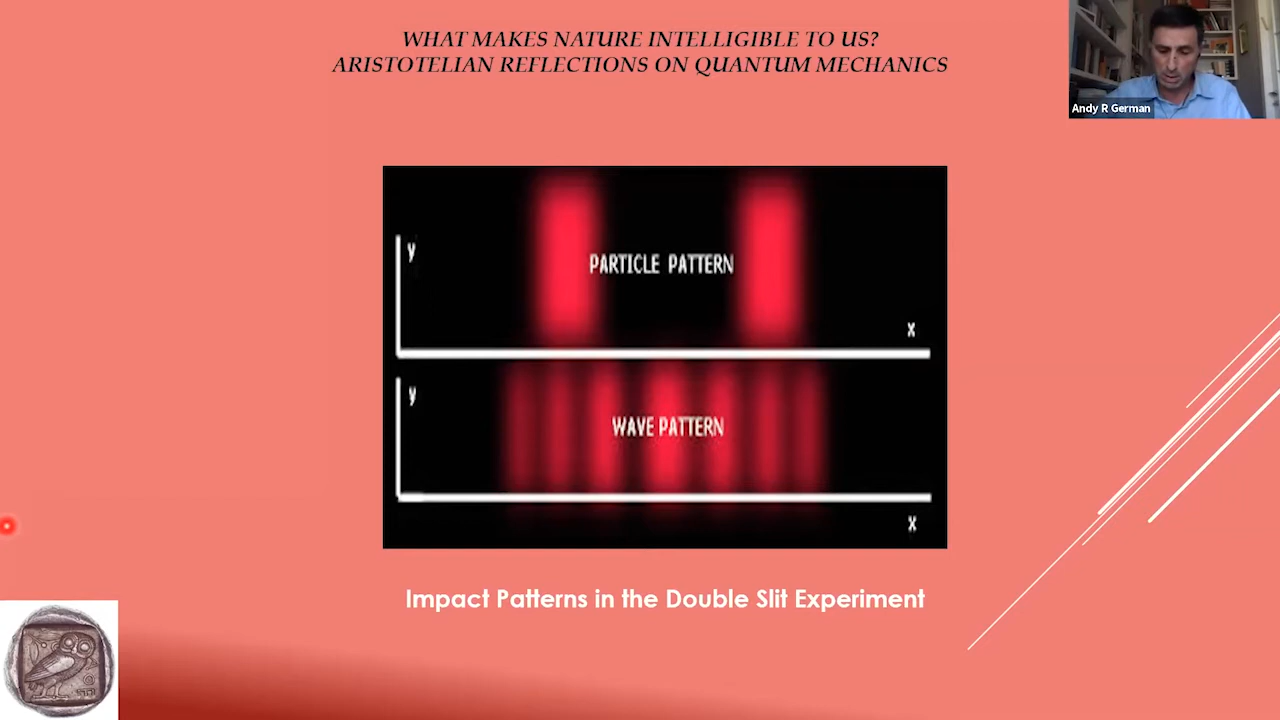 WHAT MAKES NATURE INTELLIGIBLE TO US?
ARISTOTELIAN REFLECTIONS ON QUANTUM MECHANICS
Andy R German
y
PARTICLE PATTERN
x
y
WAVE PATTERN
x
Impact Patterns in the Double Slit Experiment